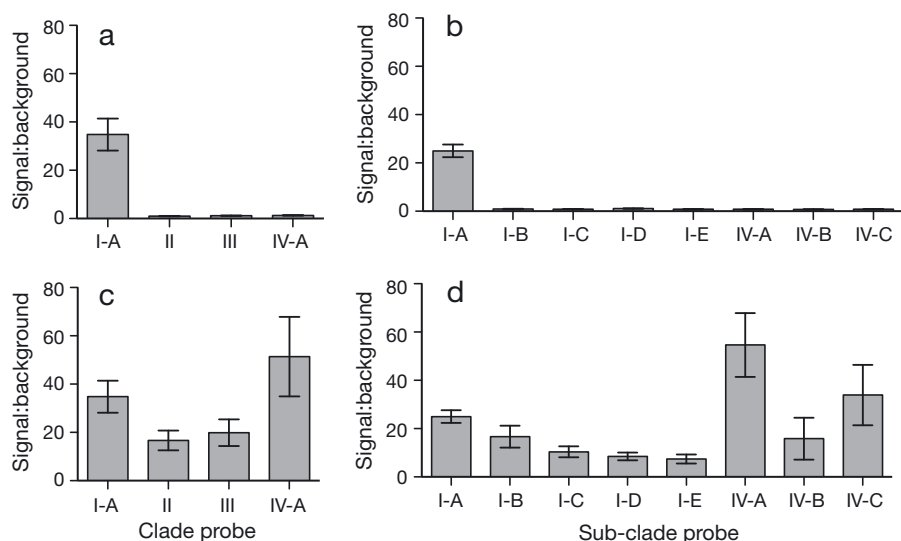 a
Signal:background
80
60
40
20
0
I-A II III IV-A
b
Signal:background
80
60
40
20
0
I-A I-B I-C I-D I-E IV-A IV-B IV-C
c
Signal:background
80
60
40
20
0
I-A II III IV-A
Clade probe
d
Signal:background
80
60
40
20
0
I-A I-B I-C I-D I-E IV-A IV-B IV-C
Sub-clade probe